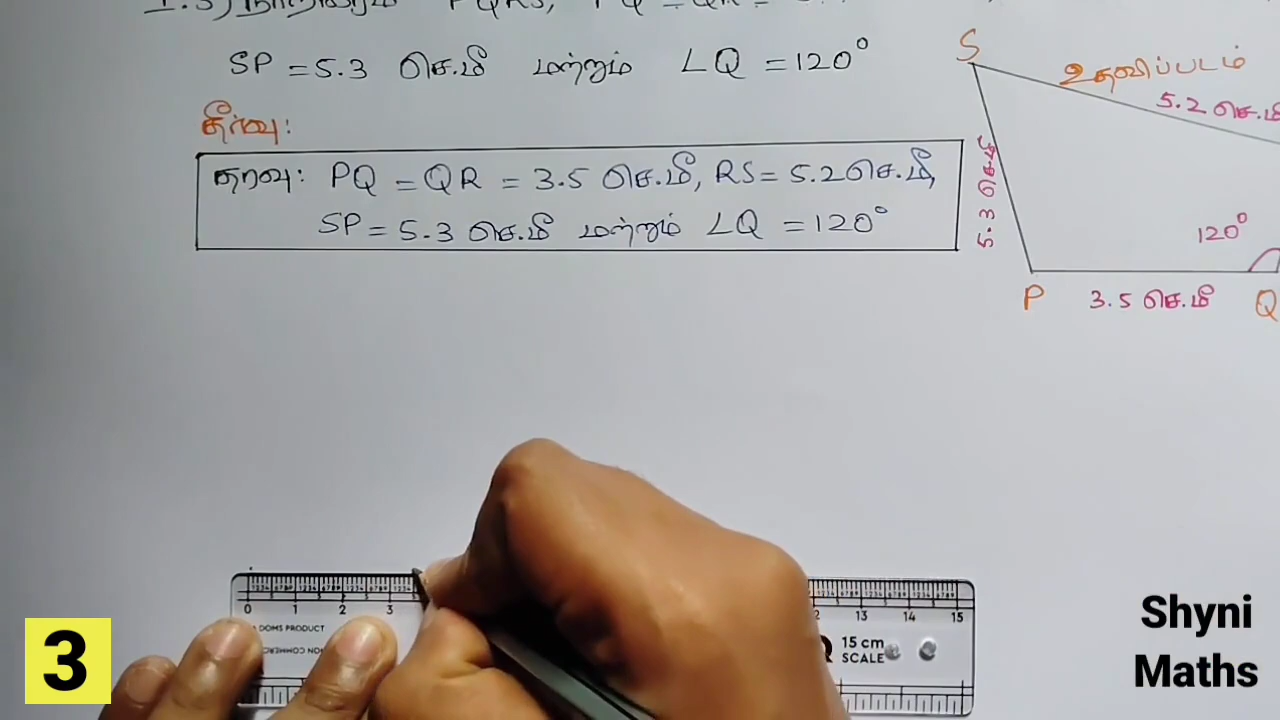 SP = 5.3 செ.மீ மற்றும் ∠Q = 120°
தீர்வு:
தரவு: PQ = QR = 3.5 செ.மீ, RS = 5.2 செ.மீ,
SP = 5.3 செ.மீ மற்றும் ∠Q = 120°
S
உதவிப்படம்
5.2 செ.மீ
5.3 செ.மீ
120°
P 3.5 செ.மீ Q
0 1 2 3 13 14 15
DOMS PRODUCT
15 cm
SCALE
3
Shyni
Maths